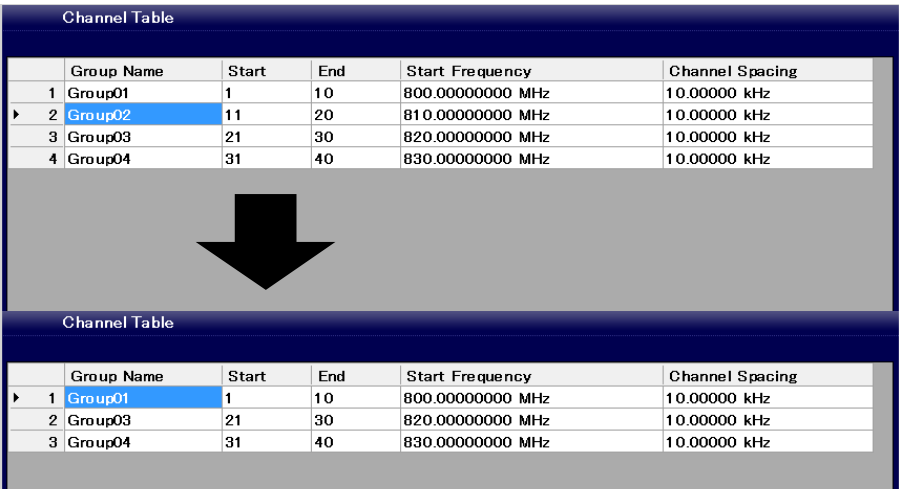 Channel Table
Group Name Start End Start Frequency Channel Spacing
1 Group01 1 10 800.00000000 MHz 10.00000 kHz
2 Group02 11 20 810.00000000 MHz 10.00000 kHz
3 Group03 21 30 820.00000000 MHz 10.00000 kHz
4 Group04 31 40 830.00000000 MHz 10.00000 kHz
Channel Table
Group Name Start End Start Frequency Channel Spacing
1 Group01 1 10 800.00000000 MHz 10.00000 kHz
2 Group03 21 30 820.00000000 MHz 10.00000 kHz
3 Group04 31 40 830.00000000 MHz 10.00000 kHz